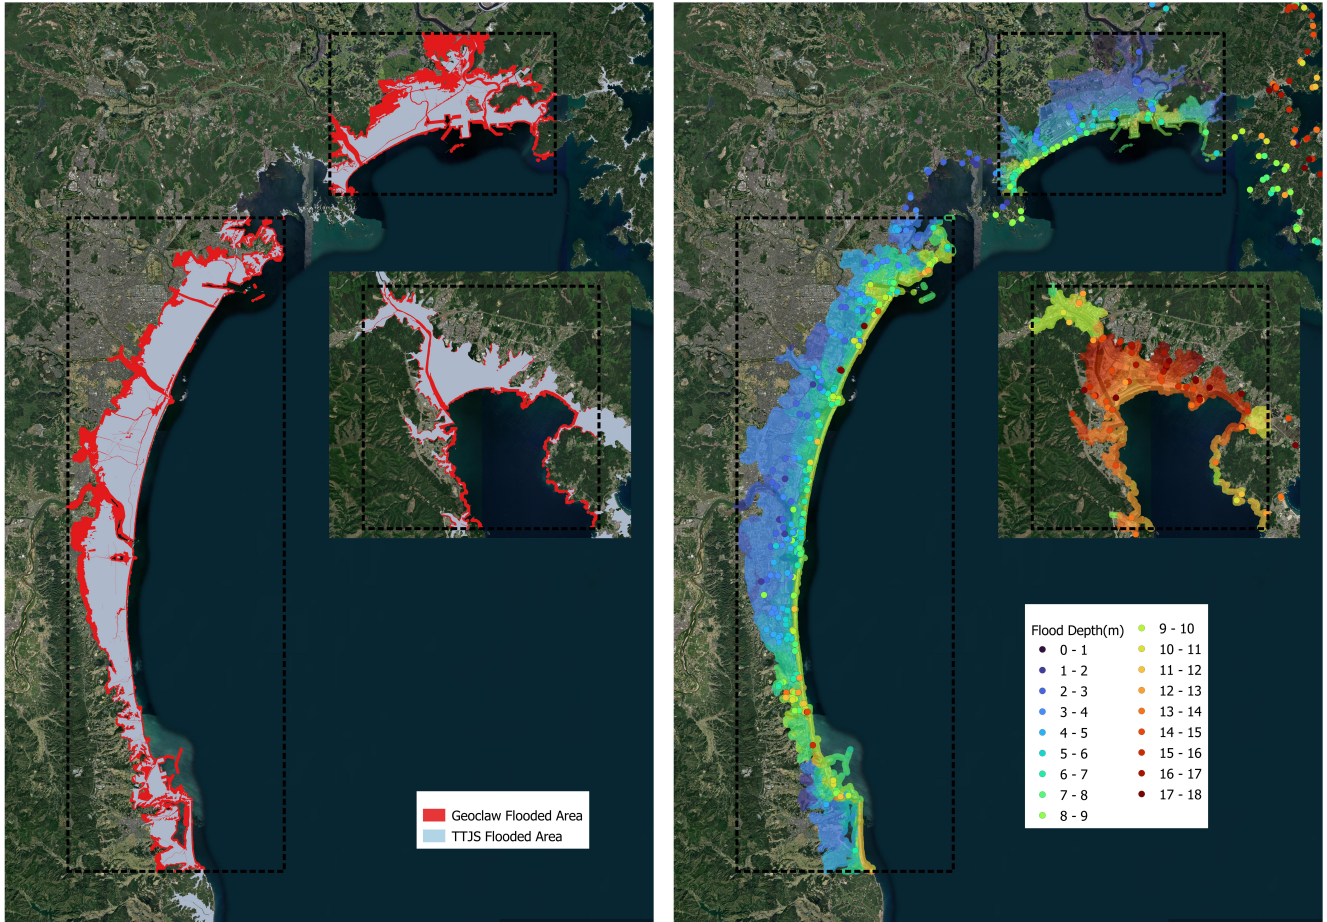 Geoclaw Flooded Area
TTJS Flooded Area
Flood Depth(m)
0 - 1
1 - 2
2 - 3
3 - 4
4 - 5
5 - 6
6 - 7
7 - 8
8 - 9
9 - 10
10 - 11
11 - 12
12 - 13
13 - 14
14 - 15
15 - 16
16 - 17
17 - 18